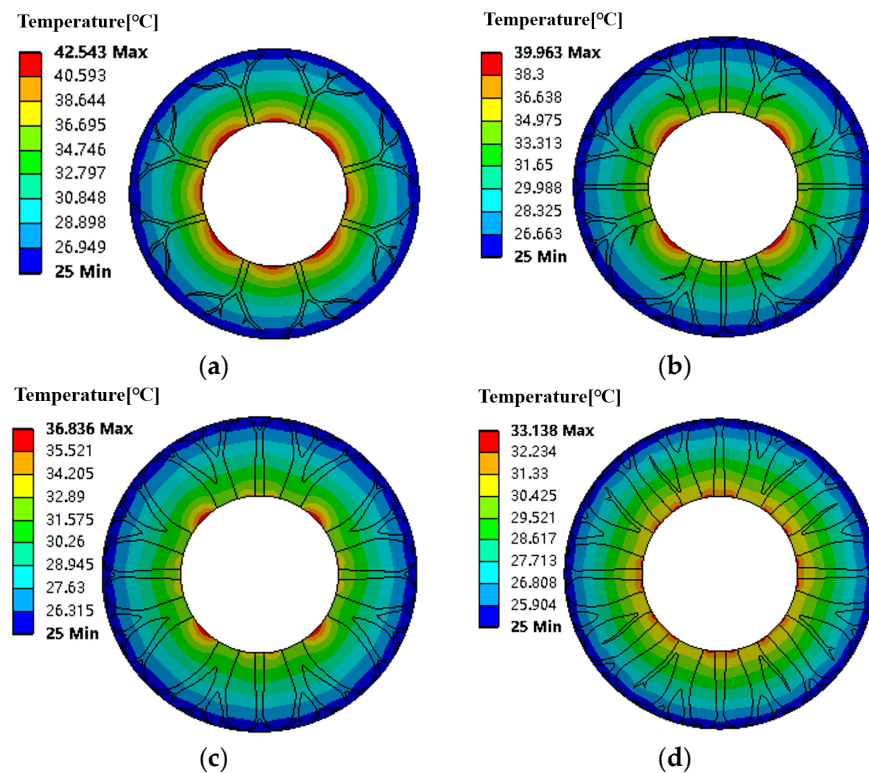 Temperature[°C]
42.543 Max
40.593
38.644
36.695
34.746
32.797
30.848
28.898
26.949
25 Min
(a)
Temperature[°C]
39.963 Max
38.3
36.638
34.975
33.313
31.65
29.988
28.325
26.663
25 Min
(b)
Temperature[°C]
36.836 Max
35.521
34.205
32.89
31.575
30.26
28.945
27.63
26.315
25 Min
(c)
Temperature[°C]
33.138 Max
32.234
31.33
30.425
29.521
28.617
27.713
26.808
25.904
25 Min
(d)